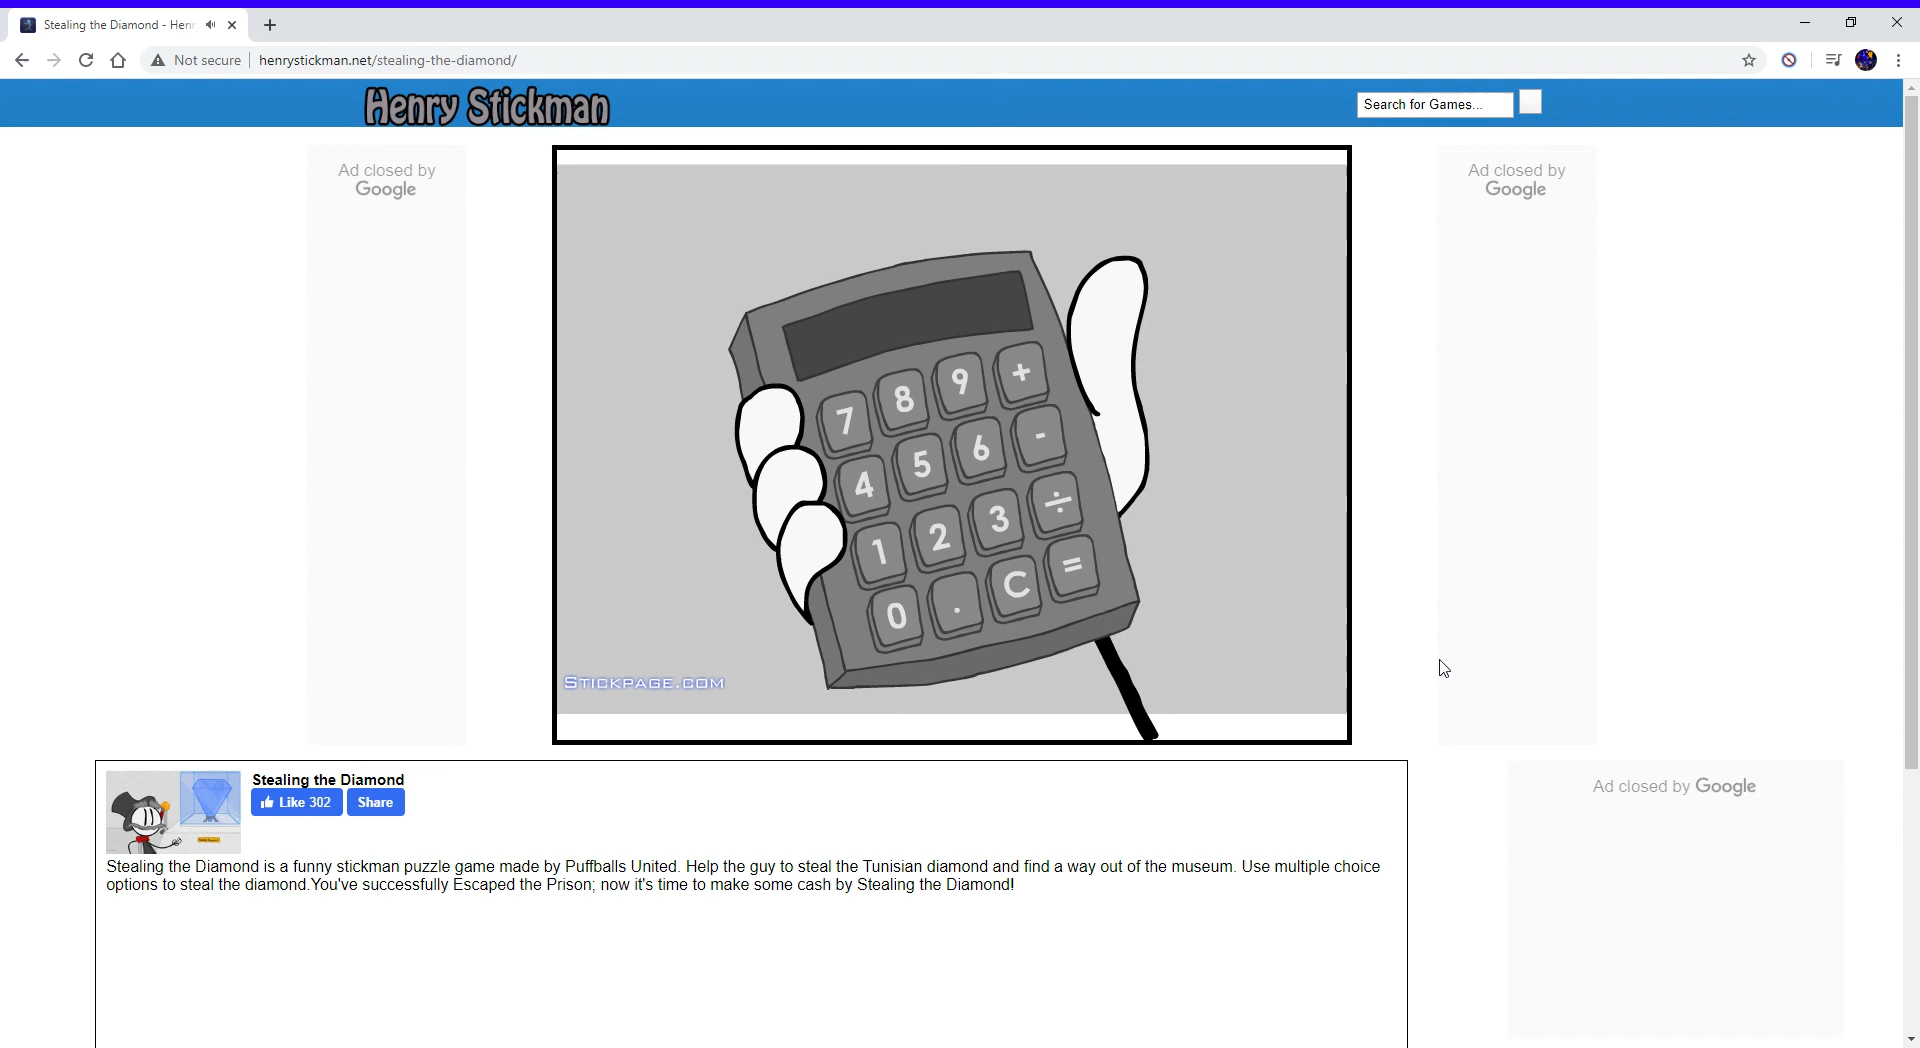 Stealing the Diamond - Henr
Not secure
henrystickman.net/stealing-the-diamond/
Henry Stickman
Search for Games...
Ad closed by
Google
Ad closed by
Google
7 8 9 +
4 5 6 -
1 2 3 ÷
0 . C =
STICKPAGE.COM
Stealing the Diamond
Like 302
Share
Ad closed by Google
Stealing the Diamond is a funny stickman puzzle game made by Puffballs United. Help the guy to steal the Tunisian diamond and find a way out of the museum. Use multiple choice
options to steal the diamond.You've successfully Escaped the Prison; now it's time to make some cash by Stealing the Diamond!